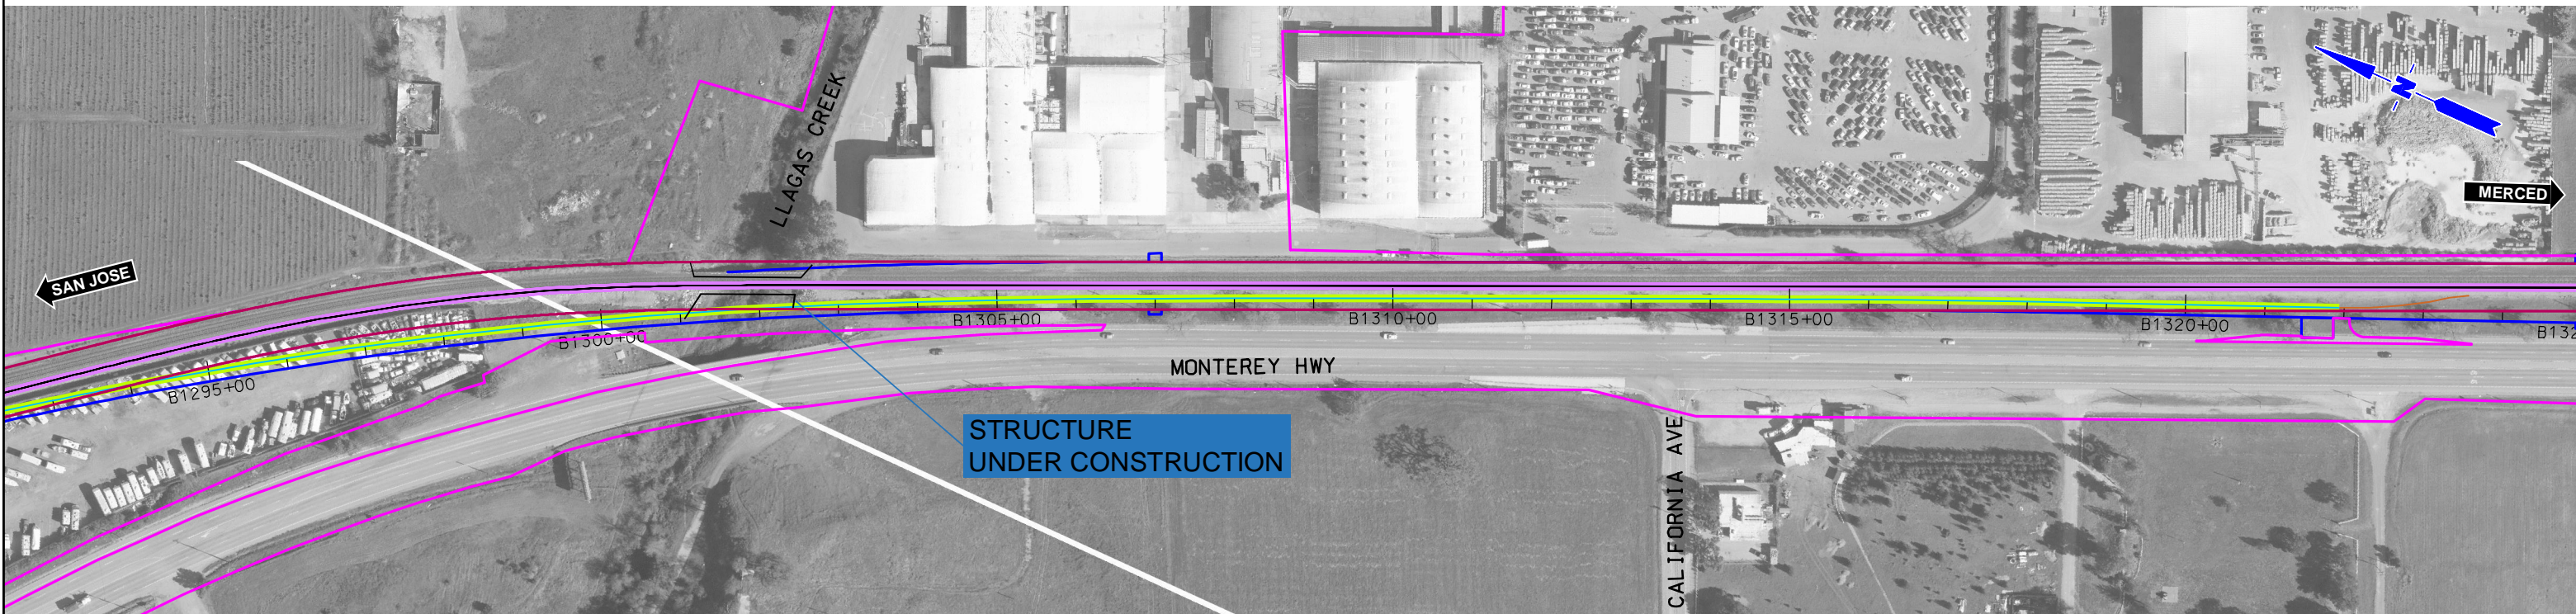 LLAGAS CREEK
N
MERCED
SAN JOSE
B1295+00
B1300+00
B1305+00
B1310+00
B1315+00
B1320+00
B132
MONTEREY HWY
STRUCTURE
UNDER CONSTRUCTION
CALIFORNIA AVE